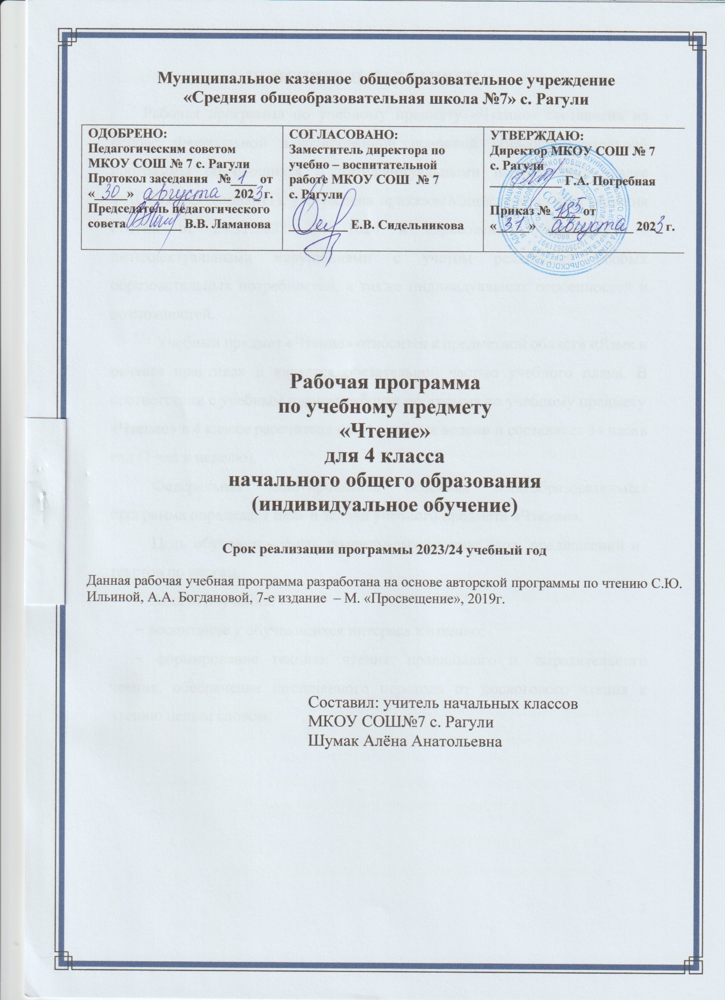 Муниципальное казенное общеобразовательное учреждение
«Средняя общеобразовательная школа №7» с. Рагули
ОДОБРЕНО:
Педагогическим советом
МКОУ СОШ № 7 с. Рагули
Протокол заседания № 1 от
« 30 » августа 2023 г.
Председатель педагогического
совета В.В. Ламанова
СОГЛАСОВАНО:
Заместитель директора по
учебно – воспитательной
работе МКОУ СОШ № 7
с. Рагули
Е.В. Сидельникова
УТВЕРЖДАЮ:
Директор МКОУ СОШ № 7
с. Рагули
Г.А. Погребная
Приказ № 185 от
« 31 » августа 2023 г.
Рабочая программа
по учебному предмету
«Чтение»
для 4 класса
начального общего образования
(индивидуальное обучение)
Срок реализации программы 2023/24 учебный год
Данная рабочая учебная программа разработана на основе авторской программы по чтению С.Ю.
Ильиной, А.А. Богдановой, 7-е издание – М. «Просвещение», 2019г.
Составил: учитель начальных классов
МКОУ СОШ№7 с. Рагули
Шумак Алёна Анатольевна